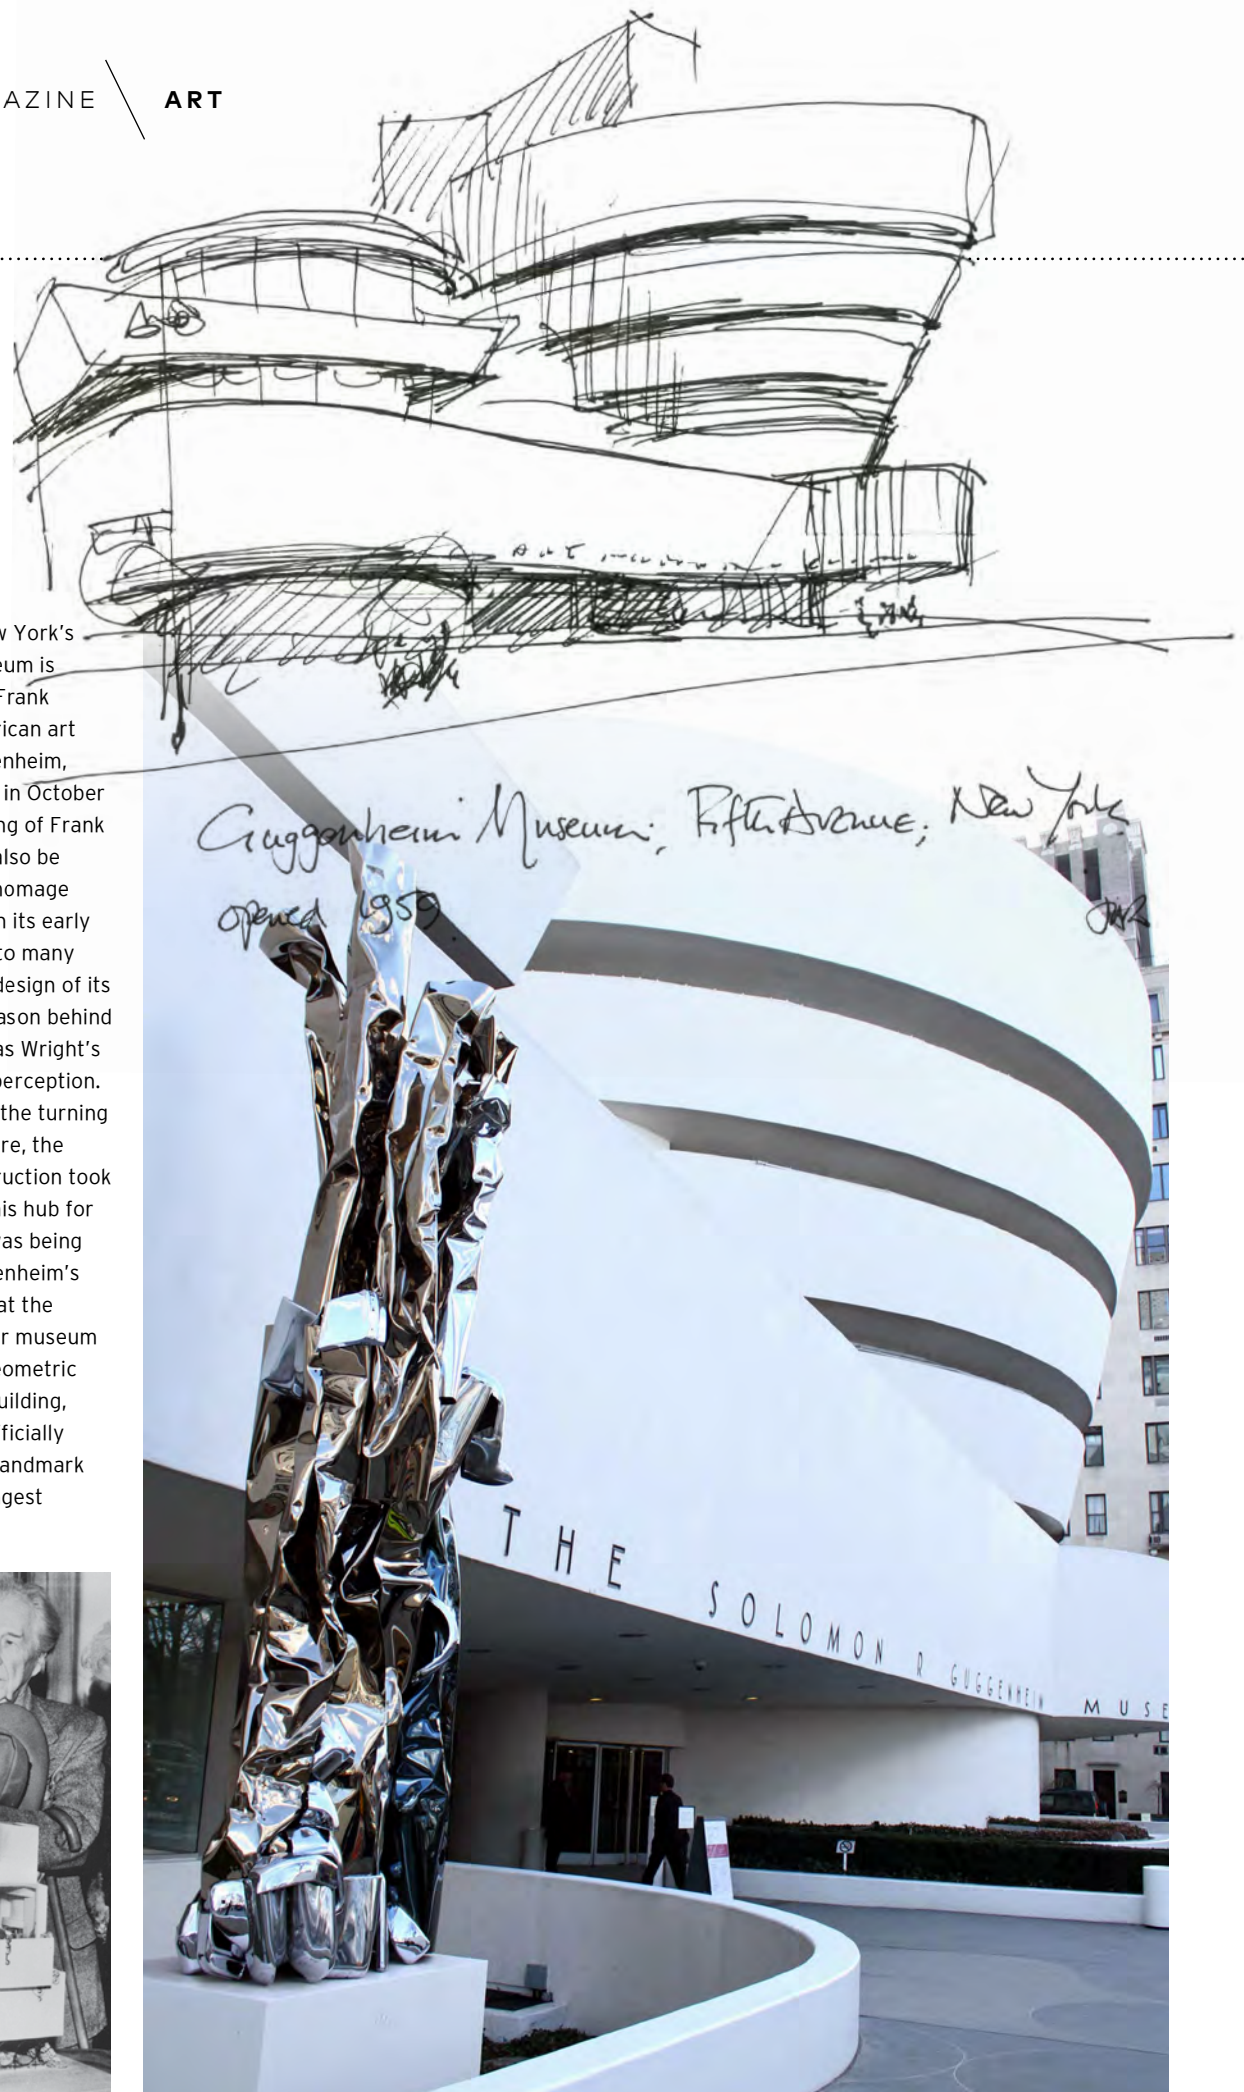 AZINE \ ART
w York's
eum is
Frank
rican art
enheim,
in October
ng of Frank
also be
homage
n its early
to many
design of its
ason behind
as Wright's
perception.
the turning
re, the
ruction took
his hub for
was being
enheim's
at the
r museum
eometric
uilding,
ficially
andmark
gest
Guggenheim Museum; Fifth Avenue; New York
opened 1959
THE SOLOMON R GUGGENHEIM MUSE